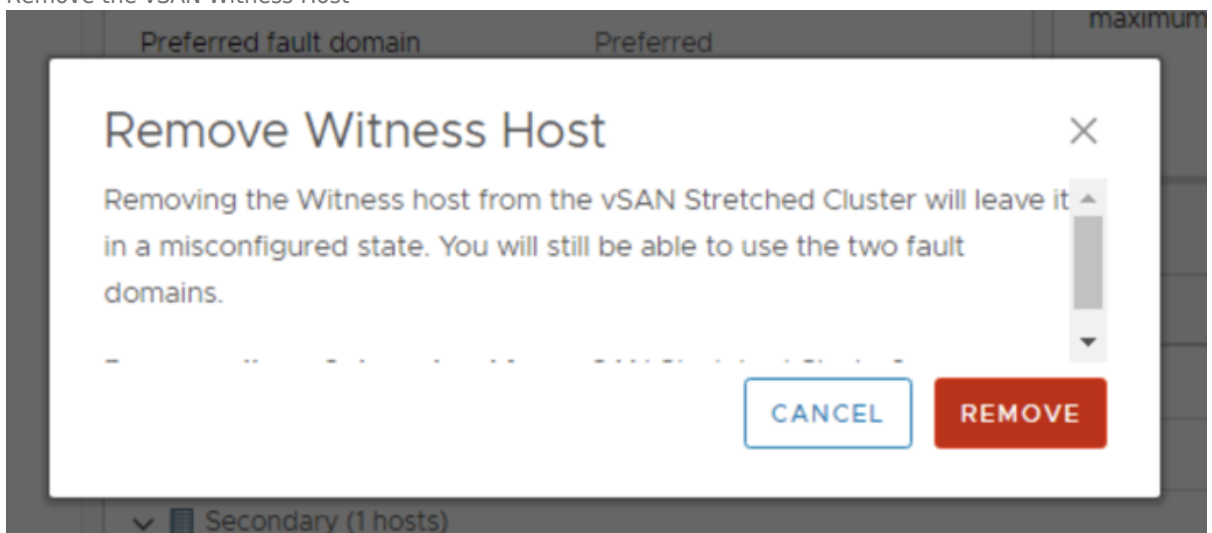 Remove the vSAN Witness Host
maximum
Preferred fault domain Preferred
Remove Witness Host
Removing the Witness host from the vSAN Stretched Cluster will leave it
in a misconfigured state. You will still be able to use the two fault
domains.
CANCEL REMOVE
Secondary (1 hosts)